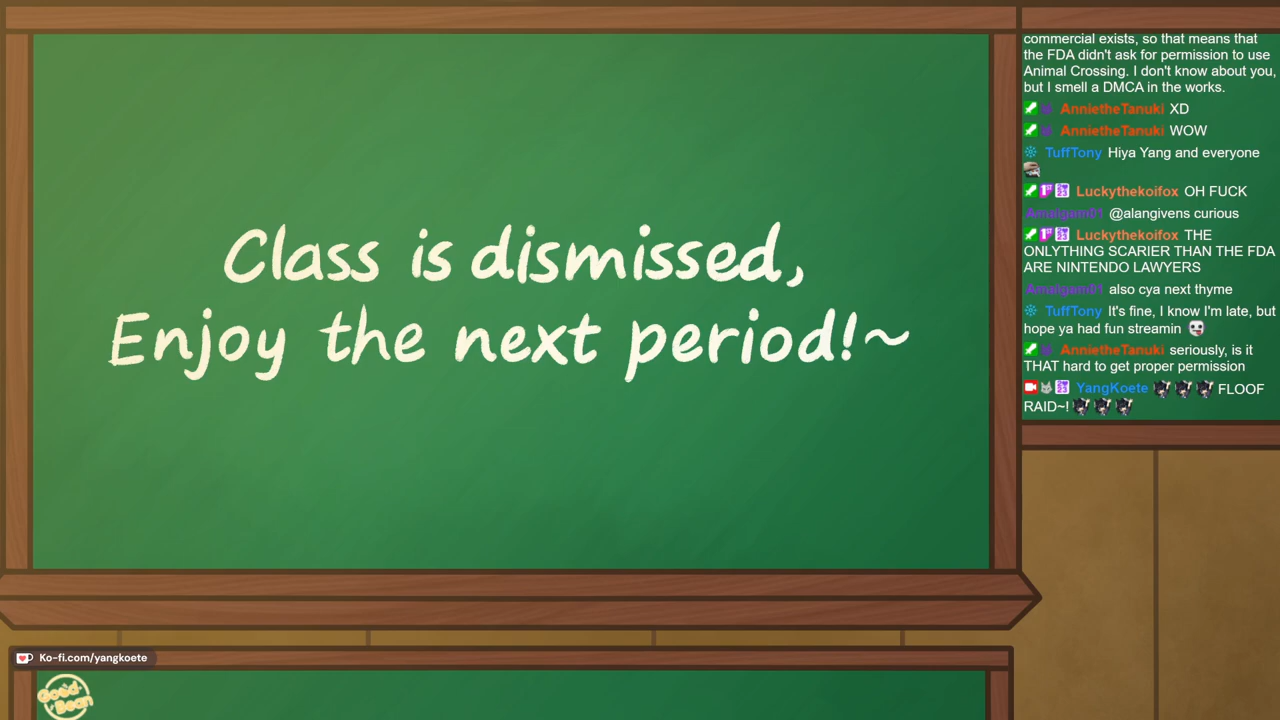 Class is dismissed,
Enjoy the next period!~
commercial exists, so that means that
the FDA didn't ask for permission to use
Animal Crossing. I don't know about you,
but I smell a DMCA in the works.
AnnietheTanuki XD
AnnietheTanuki WOW
TuffTony Hiya Yang and everyone
Luckythekoifox OH FUCK
Amalgam01 @alangivens curious
Luckythekoifox THE
ONLYTHING SCARIER THAN THE FDA
ARE NINTENDO LAWYERS
Amalgam01 also cya next thyme
TuffTony It's fine, I know I'm late, but
hope ya had fun streamin
AnnietheTanuki seriously, is it
THAT hard to get proper permission
YangKoete FLOOF
RAID~!
Ko-fi.com/yangkoete
Good
Bean